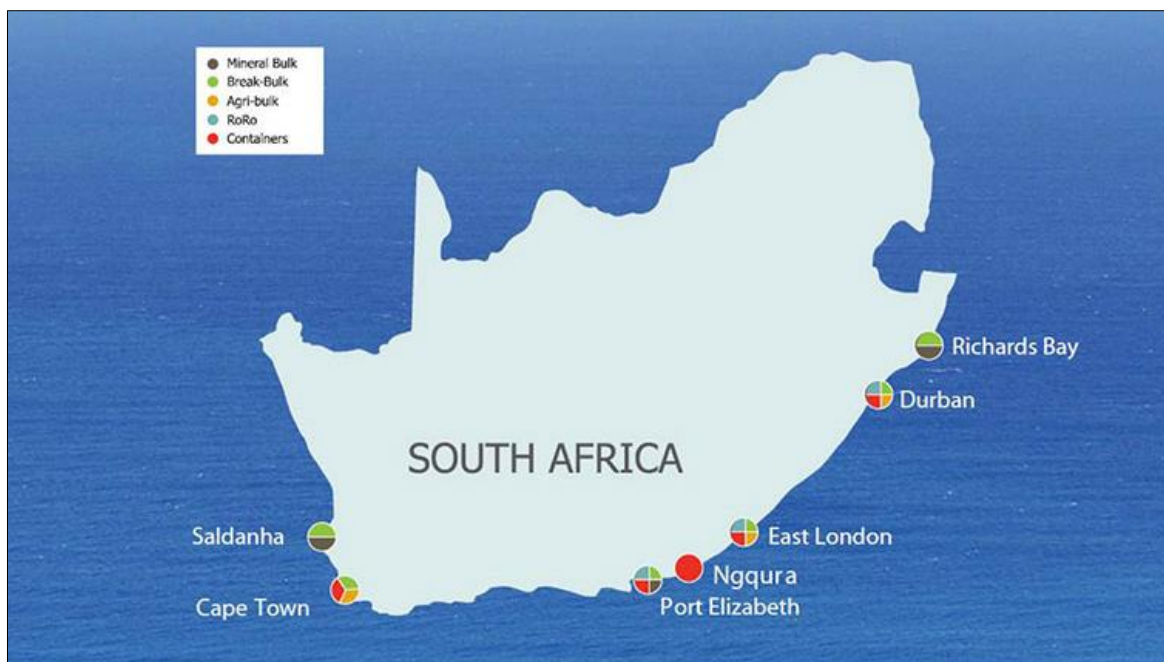 Mineral Bulk
Break-Bulk
Agri-bulk
RoRo
Containers
Richards Bay
Durban
SOUTH AFRICA
Saldanha
East London
Ngqura
Cape Town
Port Elizabeth